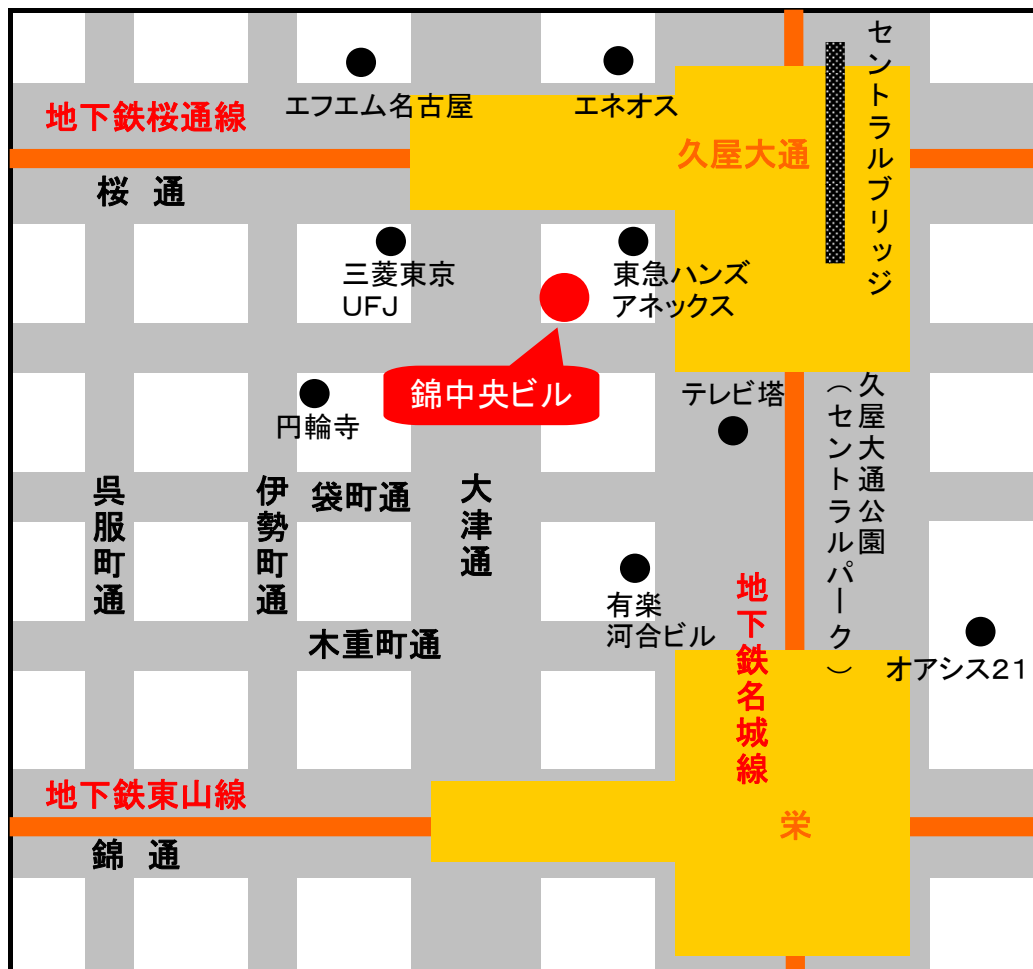 エフエム名古屋
エネオス
セントラルブリッジ
地下鉄桜通線
久屋大通
桜 通
三菱東京
UFJ
東急ハンズ
アネックス
錦中央ビル
テレビ塔
円輪寺
久屋大通公園
（セントラルパーク）
呉服町通
伊勢町通
袋町通
大津通
有楽
河合ビル
地下鉄名城線
木重町通
オアシス21
地下鉄東山線
栄
錦 通